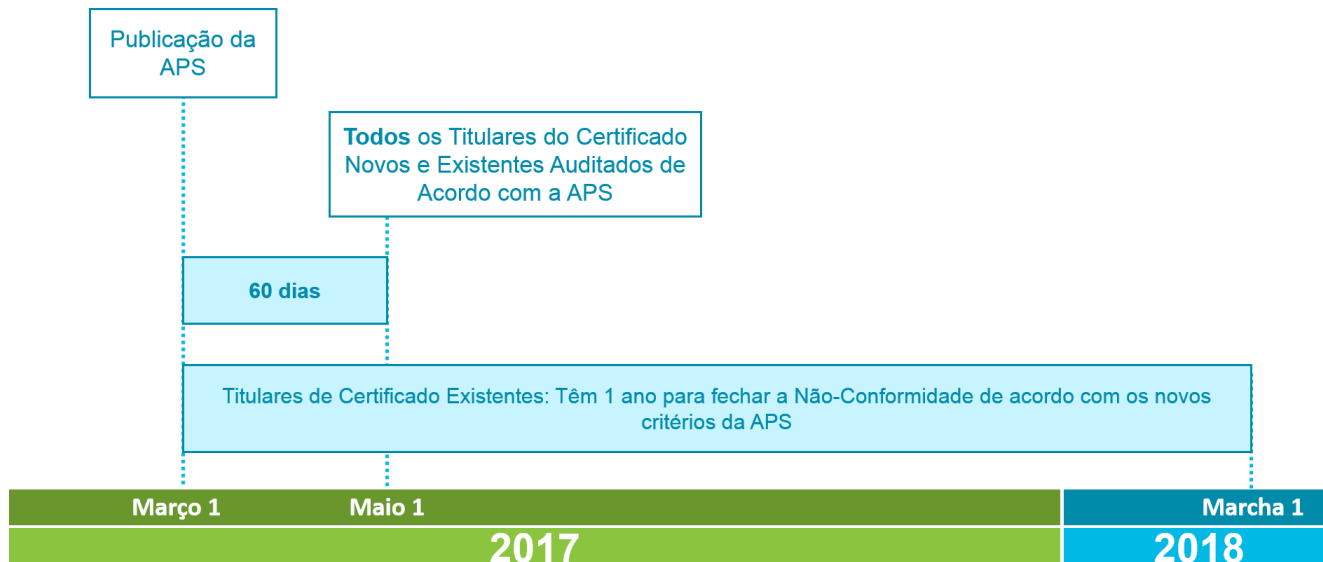 Publicação da
APS
Todos os Titulares do Certificado
Novos e Existentes Auditados de
Acordo com a APS
60 dias
Titulares de Certificado Existentes: Têm 1 ano para fechar a Não-Conformidade de acordo com os novos
critérios da APS
Março 1
Maio 1
Marcha 1
2017
2018